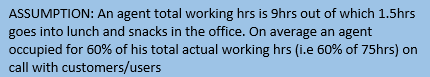 ASSUMPTION: An agent total working hrs is 9hrs out of which 1.5hrs
goes into lunch and snacks in the office. On average an agent
occupied for 60% of his total actual working hrs (i.e 60% of 75hrs) on
call with customers/users